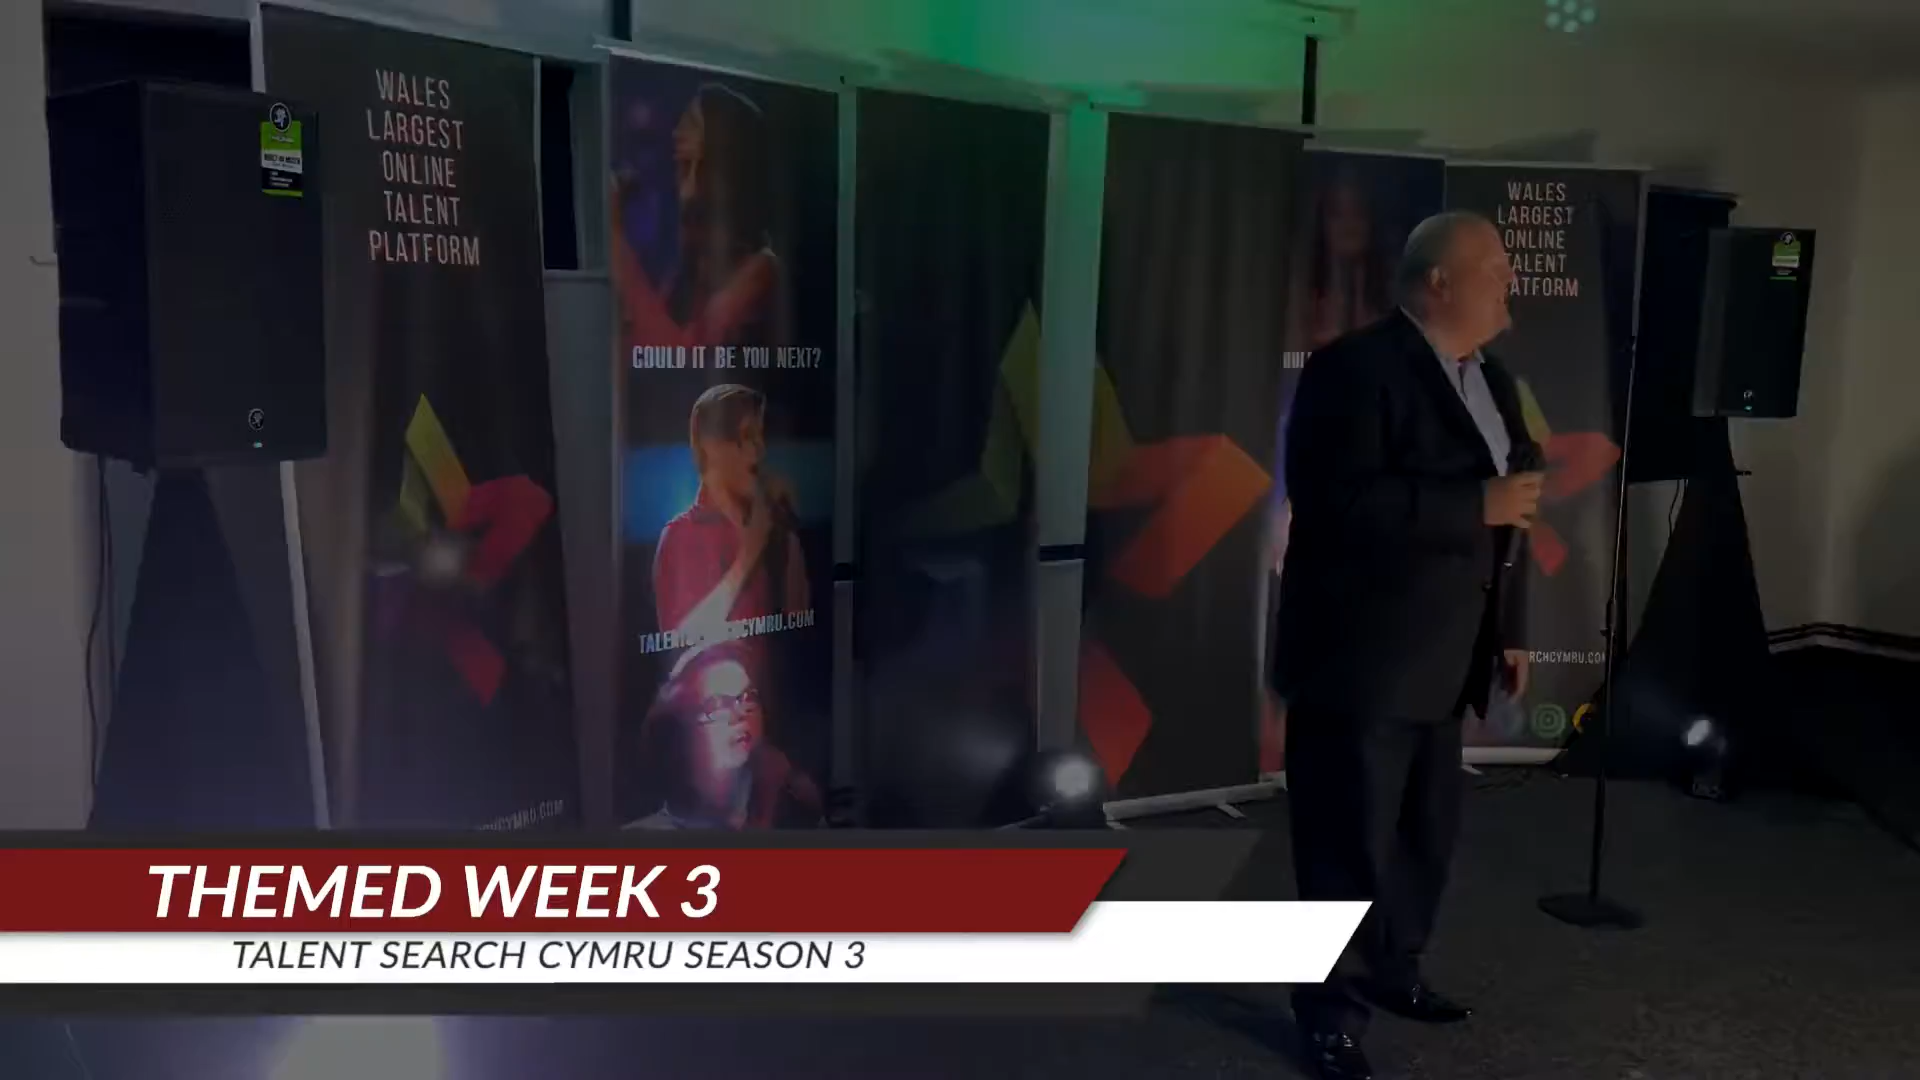 WALES
LARGEST
ONLINE
TALENT
PLATFORM
COULD IT BE YOU NEXT?
WALES
LARGEST
ONLINE
TALENT
THEMED WEEK 3
TALENT SEARCH CYMRU SEASON 3